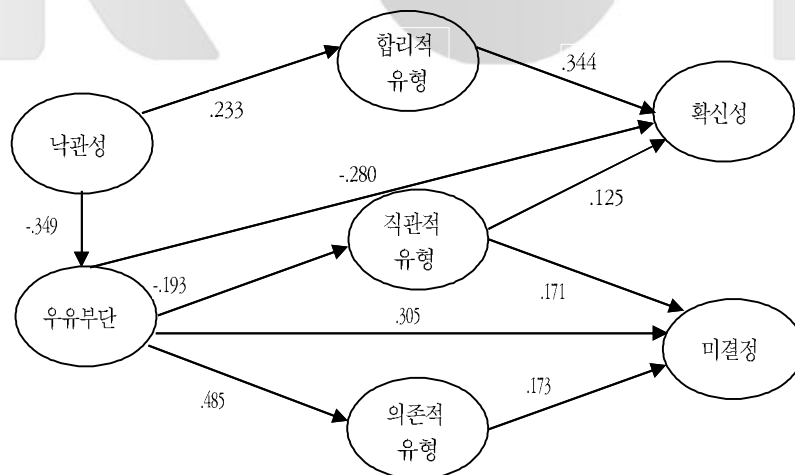 합리적
유형
.344
.233
확신성
낙관성
-.280
.125
-.349
직관적
유형
-.193
.171
우유부단
.305
미결정
.485
.173
의존적
유형